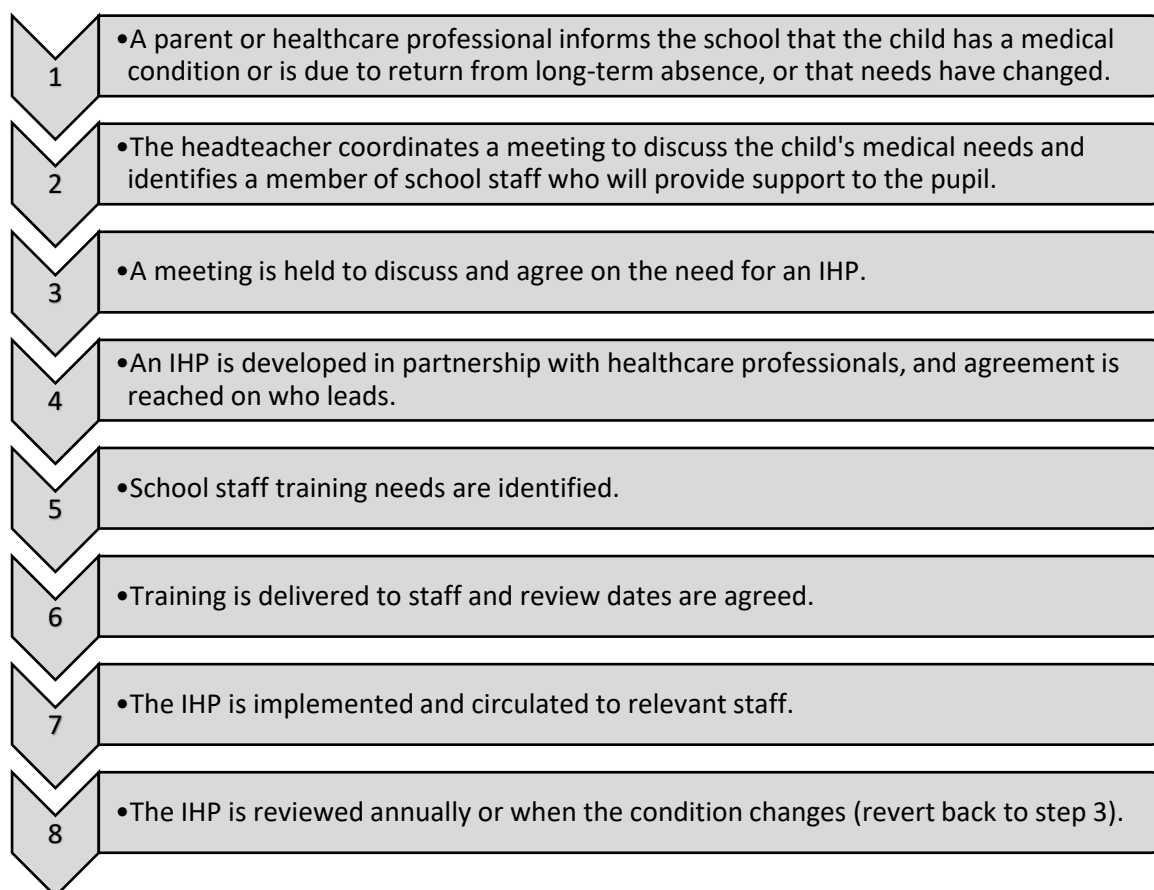 1
•A parent or healthcare professional informs the school that the child has a medical
condition or is due to return from long-term absence, or that needs have changed.
2
•The headteacher coordinates a meeting to discuss the child's medical needs and
identifies a member of school staff who will provide support to the pupil.
3
•A meeting is held to discuss and agree on the need for an IHP.
4
•An IHP is developed in partnership with healthcare professionals, and agreement is
reached on who leads.
5
•School staff training needs are identified.
6
•Training is delivered to staff and review dates are agreed.
7
•The IHP is implemented and circulated to relevant staff.
8
•The IHP is reviewed annually or when the condition changes (revert back to step 3).